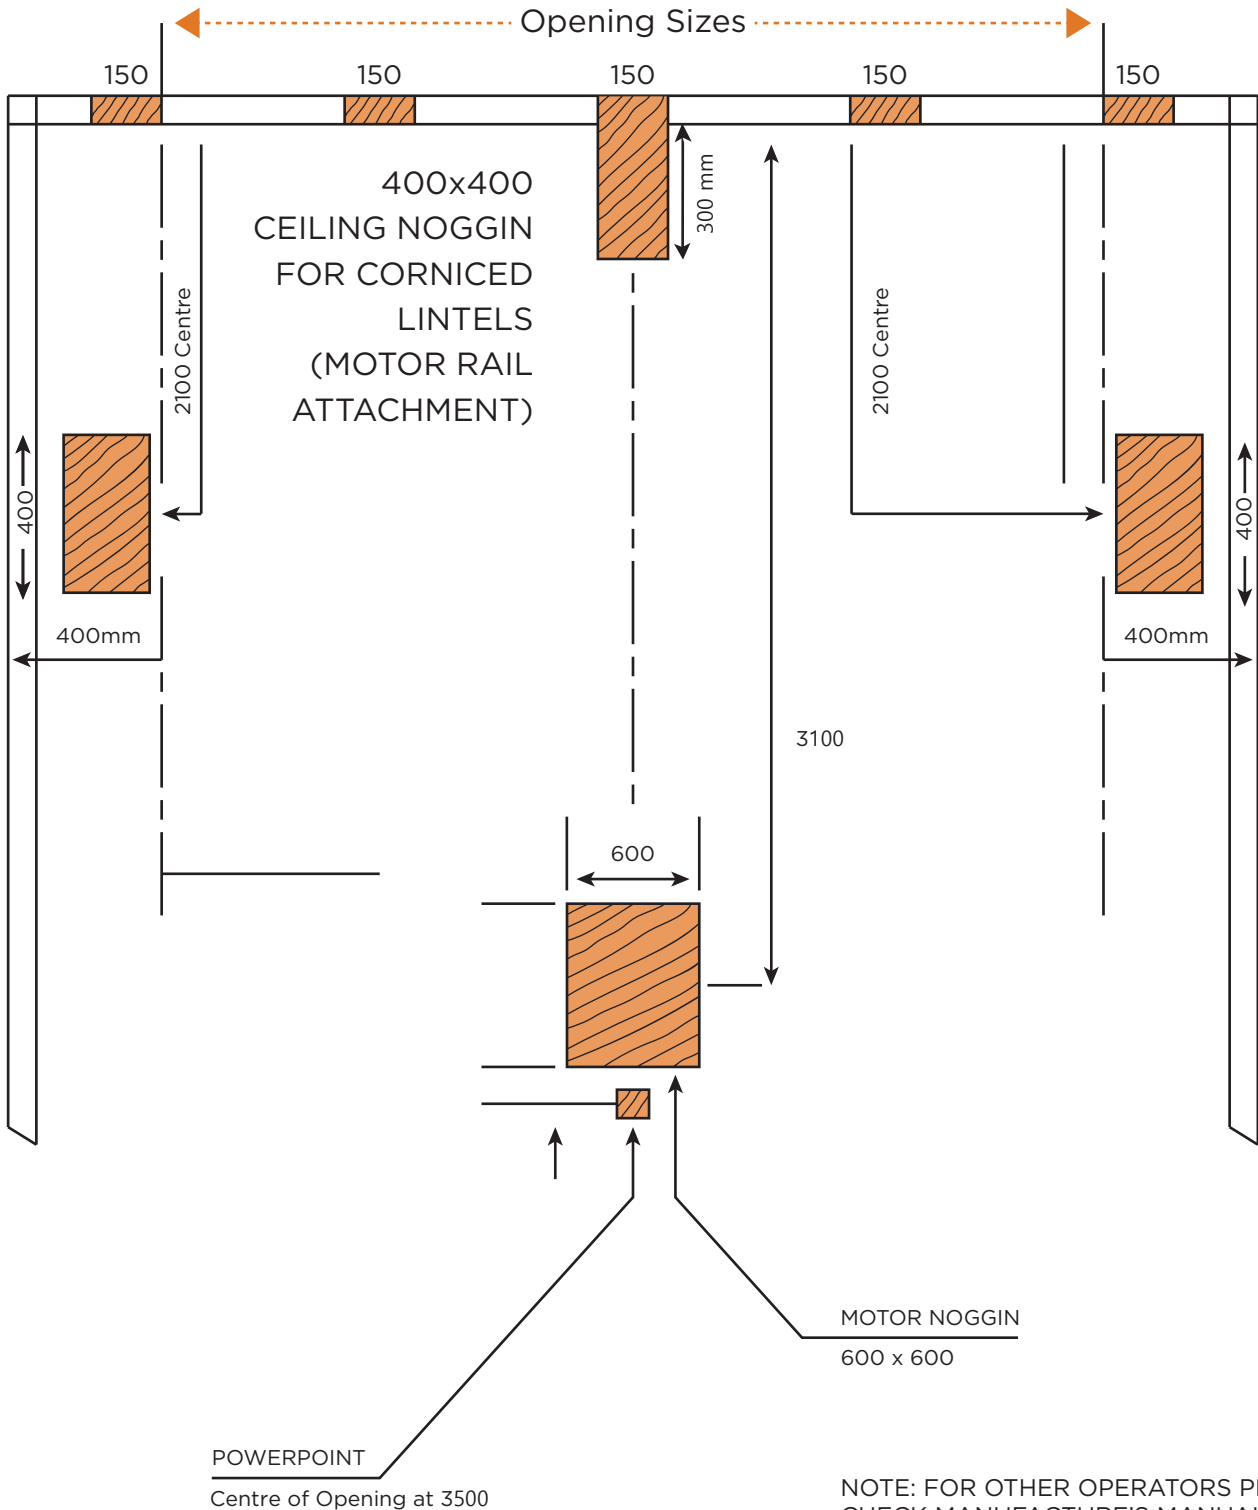 Opening Sizes
150 150 150 150 150
400x400
CEILING NOGGIN
FOR CORNICED
LINTELS
(MOTOR RAIL
ATTACHMENT)
300 mm
2100 Centre
2100 Centre
400
400
400mm
400mm
3100
600
MOTOR NOGGIN
600 x 600
POWERPOINT
Centre of Opening at 3500
NOTE: FOR OTHER OPERATORS